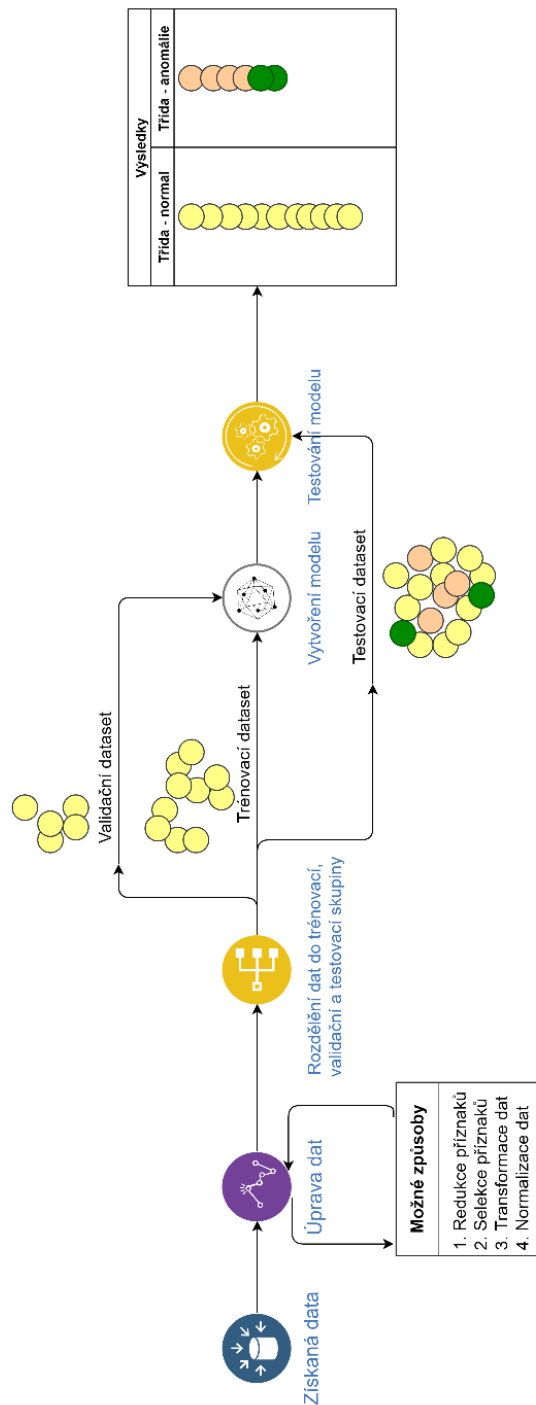 Získaná data
Úprava dat
Možné způsoby
1. Redukce příznaků
2. Selekce příznaků
3. Transformace dat
4. Normalizace dat
Rozdělění dat do trénovací,
validační a testovací skupiny
Validační dataset
Trénovací dataset
Testovací dataset
Vytvoření modelu
Testování modelu
Výsledky
Třída - normal
Třída - anomálie